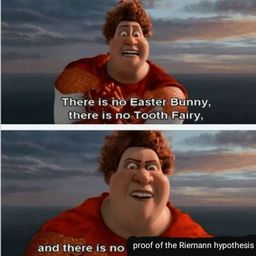 There is no Easter Bunny,
there is no Tooth Fairy,
and there is no proof of the Riemann hypothesis